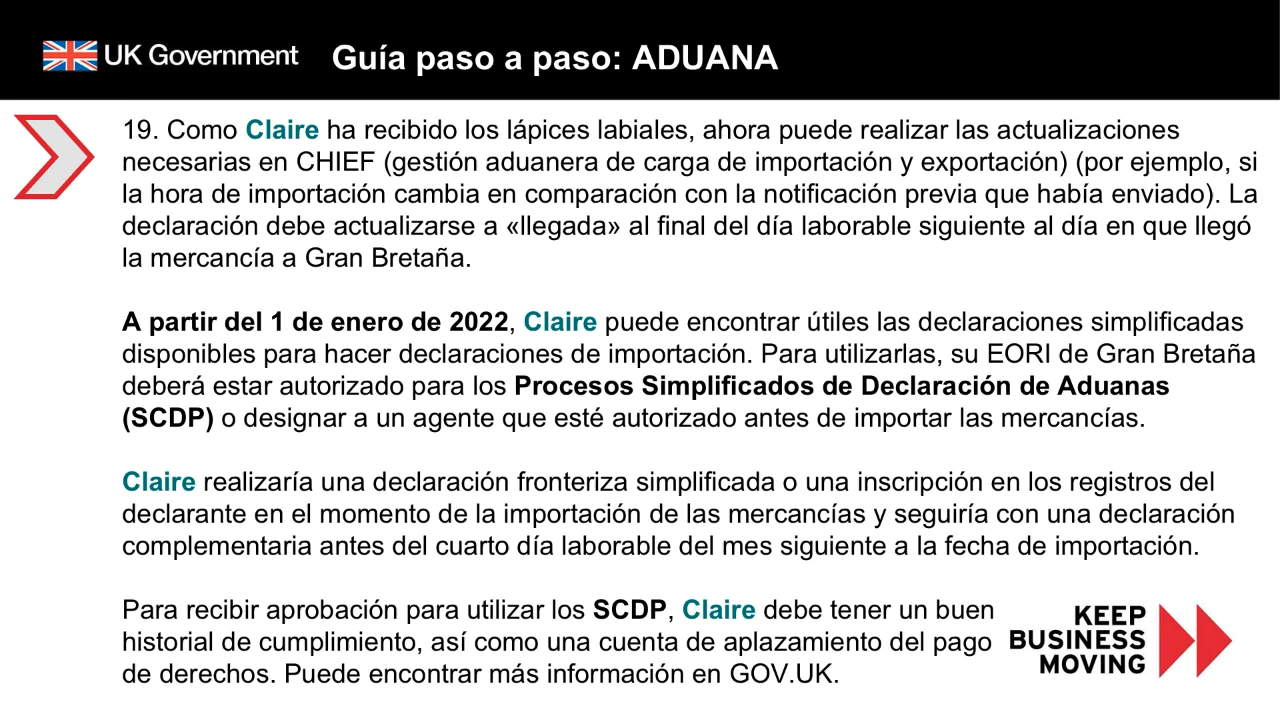 UK Government
Guía paso a paso: ADUANA
19. Como Claire ha recibido los lápices labiales, ahora puede realizar las actualizaciones
necesarias en CHIEF (gestión aduanera de carga de importación y exportación) (por ejemplo, si
la hora de importación cambia en comparación con la notificación previa que había enviado). La
declaración debe actualizarse a «llegada» al final del día laborable siguiente al día en que llegó
la mercancía a Gran Bretaña.
A partir del 1 de enero de 2022, Claire puede encontrar útiles las declaraciones simplificadas
disponibles para hacer declaraciones de importación. Para utilizarlas, su EORI de Gran Bretaña
deberá estar autorizado para los Procesos Simplificados de Declaración de Aduanas
(SCDP) o designar a un agente que esté autorizado antes de importar las mercancías.
Claire realizaría una declaración fronteriza simplificada o una inscripción en los registros del
declarante en el momento de la importación de las mercancías y seguiría con una declaración
complementaria antes del cuarto día laborable del mes siguiente a la fecha de importación.
Para recibir aprobación para utilizar los SCDP, Claire debe tener un buen
historial de cumplimiento, así como una cuenta de aplazamiento del pago
de derechos. Puede encontrar más información en GOV.UK.
KEEP
BUSINESS
MOVING